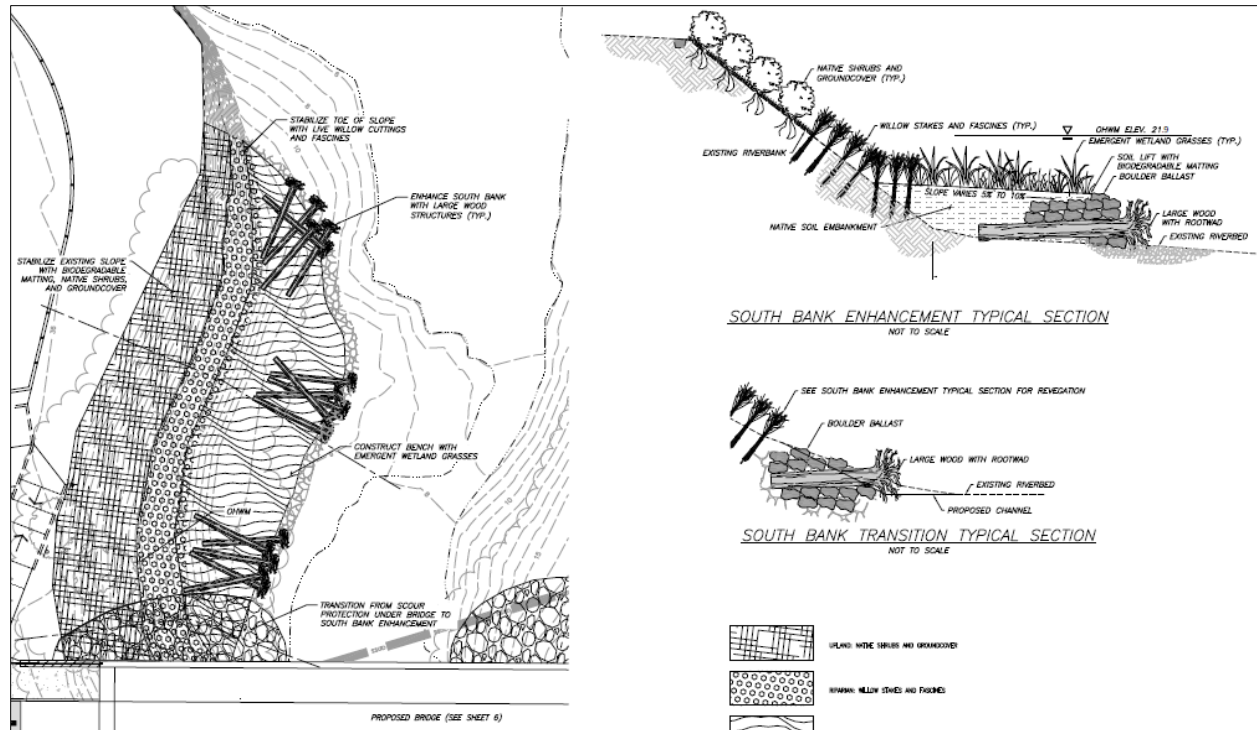 STABILIZE TOE OF SLOPE
WITH LIVE WILLOW CUTTINGS
AND FASCINES
ENHANCE SOUTH BANK
WITH LARGE WOOD
STRUCTURES (TYP.)
STABILIZE EXISTING SLOPE
WITH BIODEGRADABLE
MATTING, NATIVE SHRUBS,
AND GROUNDCOVER
CONSTRUCT BENCH WITH
EMERGENT WETLAND GRASSES
OHWM
TRANSITION FROM SCOUR
PROTECTION UNDER BRIDGE TO
SOUTH BANK ENHANCEMENT
PROPOSED BRIDGE (SEE SHEET 6)
NATIVE SHRUBS AND
GROUNDCOVER (TYP.)
WILLOW STAKES AND FASCINES (TYP.)
EXISTING RIVERBANK
OHWM ELEV. 21.9
EMERGENT WETLAND GRASSES (TYP.)
SOIL LIFT WITH
BIODEGRADABLE MATTING
BOULDER BALLAST
SLOPE VARIES 5% TO 10%
LARGE WOOD
WITH ROOTWAD
NATIVE SOIL EMBANKMENT
EXISTING RIVERBED
SOUTH BANK ENHANCEMENT TYPICAL SECTION
NOT TO SCALE
SEE SOUTH BANK ENHANCEMENT TYPICAL SECTION FOR REVEGATION
BOULDER BALLAST
LARGE WOOD WITH ROOTWAD
EXISTING RIVERBED
PROPOSED CHANNEL
SOUTH BANK TRANSITION TYPICAL SECTION
NOT TO SCALE
UPLAND: NATIVE SHRUBS AND GROUNDCOVER
RIPARIAN: WILLOW STAKES AND FASCINES